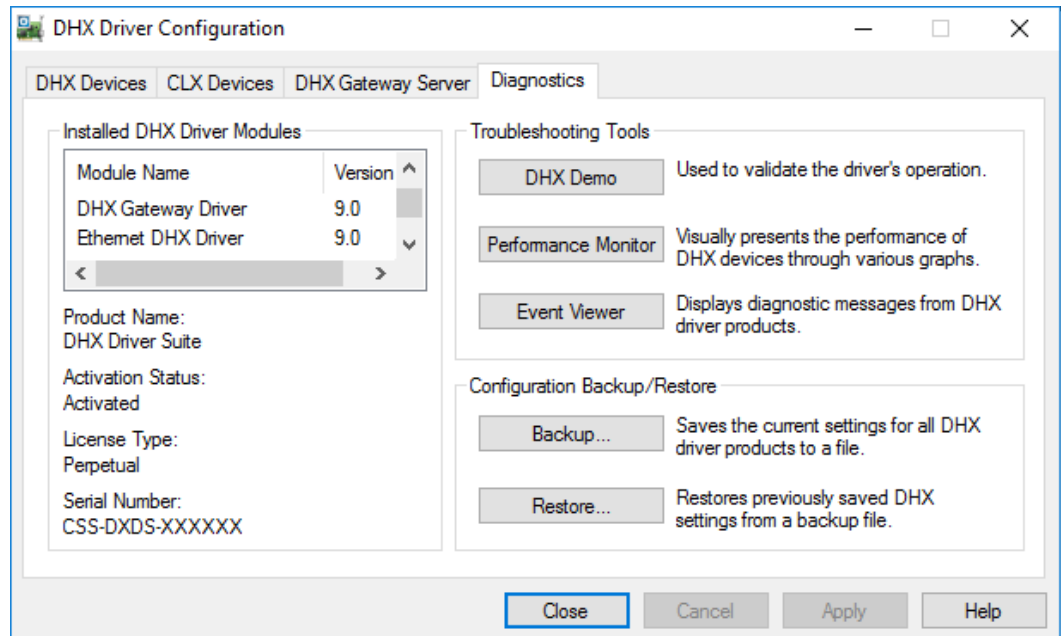 DHX Driver Configuration
DHX Devices CLX Devices DHX Gateway Server Diagnostics
Installed DHX Driver Modules
Module Name Version
DHX Gateway Driver 9.0
Ethernet DHX Driver 9.0
Product Name:
DHX Driver Suite
Activation Status:
Activated
License Type:
Perpetual
Serial Number:
CSS-DXDS-XXXXXX
Troubleshooting Tools
DHX Demo
Used to validate the driver's operation.
Performance Monitor
Visually presents the performance of
DHX devices through various graphs.
Event Viewer
Displays diagnostic messages from DHX
driver products.
Configuration Backup/Restore
Backup...
Saves the current settings for all DHX
driver products to a file.
Restore...
Restores previously saved DHX
settings from a backup file.
Close Cancel Apply Help